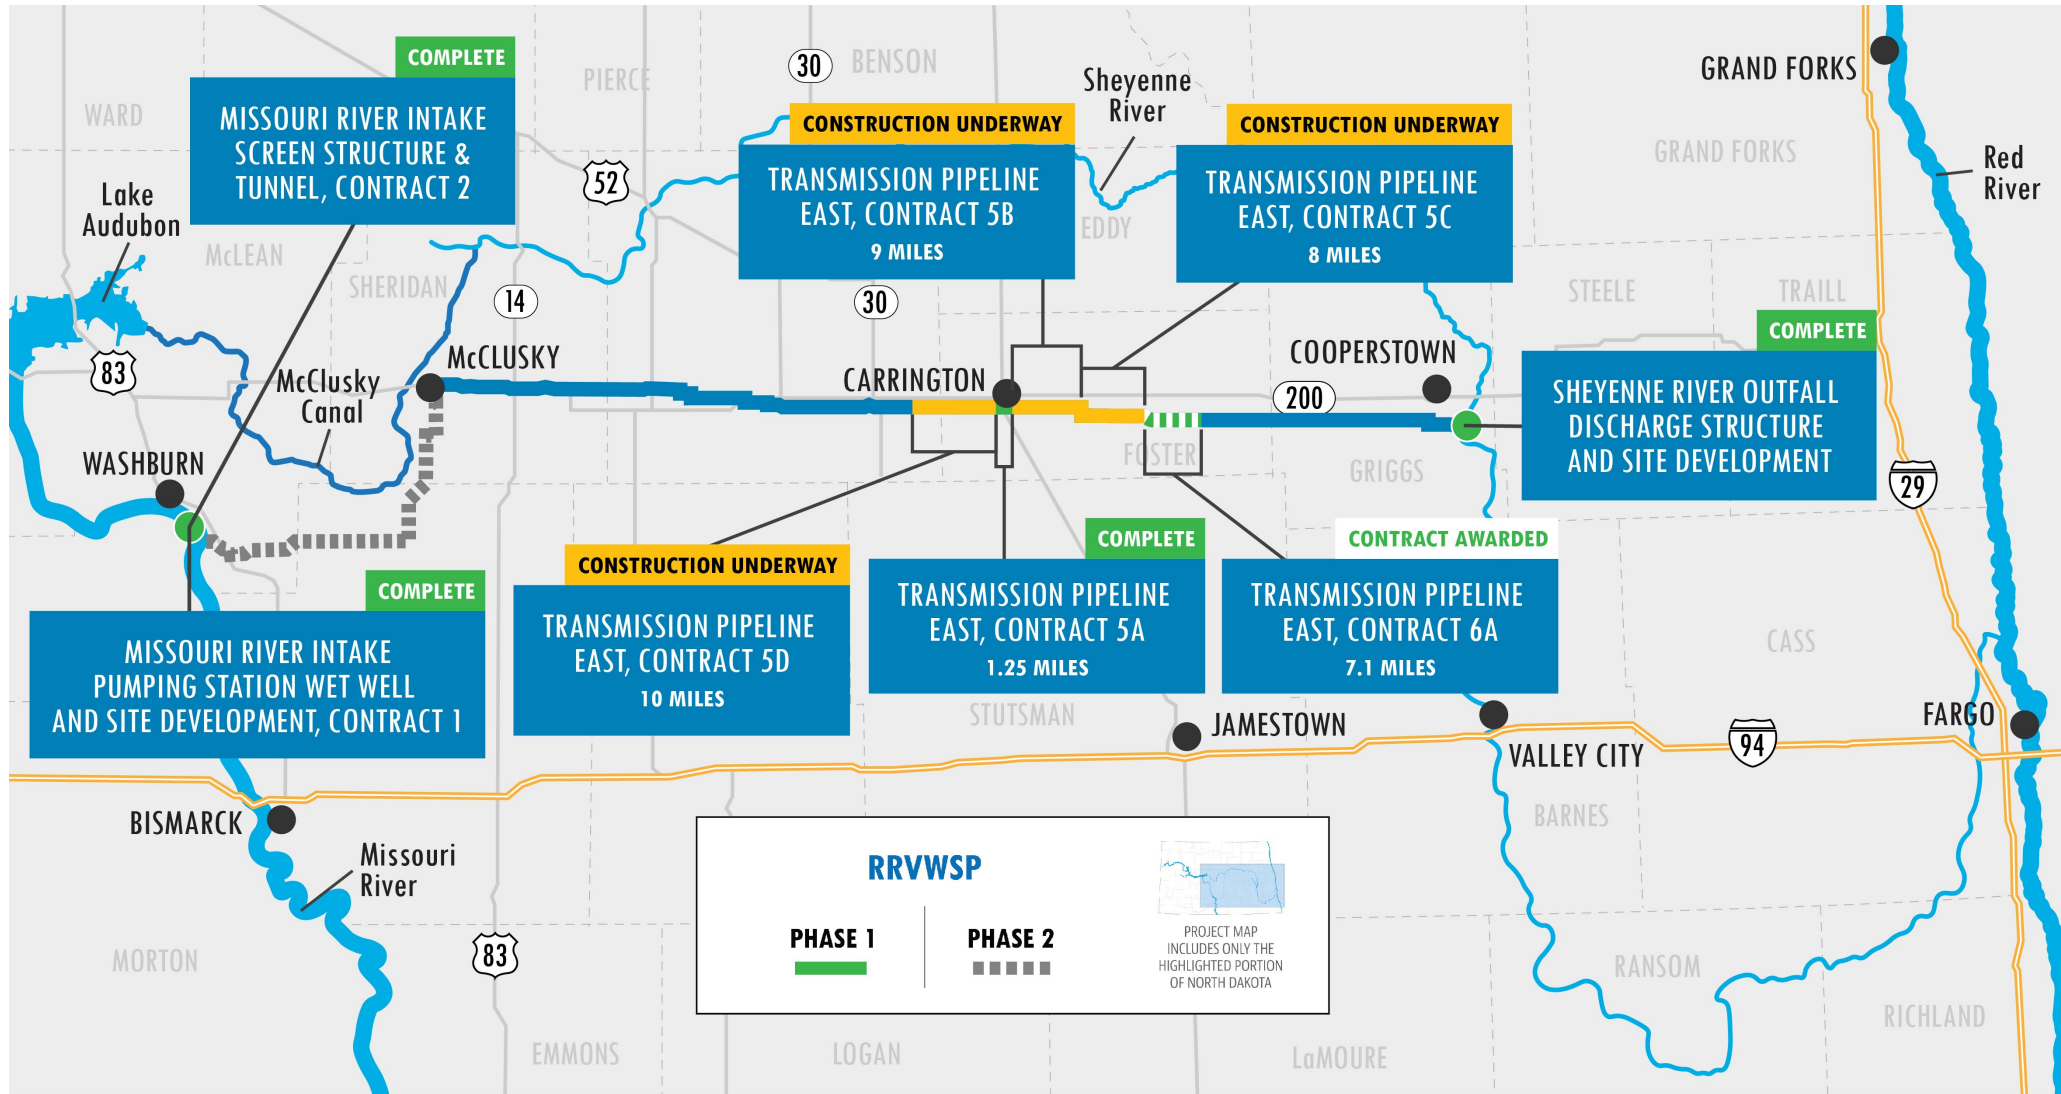 COMPLETE
MISSOURI RIVER INTAKE
SCREEN STRUCTURE &
TUNNEL, CONTRACT 2
PIERCE
30
BENSON
Sheyenne
River
CONSTRUCTION UNDERWAY
TRANSMISSION PIPELINE
EAST, CONTRACT 5B
9 MILES
CONSTRUCTION UNDERWAY
TRANSMISSION PIPELINE
EAST, CONTRACT 5C
8 MILES
GRAND FORKS
GRAND FORKS
Red
River
WARD
52
Lake
Audubon
McLEAN
SHERIDAN
14
30
EDDY
STEELE
TRAILL
83
McCLUSKY
McClusky
Canal
CARRINGTON
COOPERSTOWN
200
COMPLETE
SHEYENNE RIVER OUTFALL
DISCHARGE STRUCTURE
AND SITE DEVELOPMENT
WASHBURN
FOSTER
GRIGGS
29
COMPLETE
MISSOURI RIVER INTAKE
PUMPING STATION WET WELL
AND SITE DEVELOPMENT, CONTRACT 1
CONSTRUCTION UNDERWAY
TRANSMISSION PIPELINE
EAST, CONTRACT 5D
10 MILES
COMPLETE
TRANSMISSION PIPELINE
EAST, CONTRACT 5A
1.25 MILES
CONTRACT AWARDED
TRANSMISSION PIPELINE
EAST, CONTRACT 6A
7.1 MILES
CASS
STUTSMAN
JAMESTOWN
VALLEY CITY
94
FARGO
BISMARCK
Missouri
River
BARNES
RRVWSP
PHASE 1
PHASE 2
PROJECT MAP
INCLUDES ONLY THE
HIGHLIGHTED PORTION
OF NORTH DAKOTA
MORTON
83
RANSOM
RICHLAND
EMMONS
LOGAN
LaMOURE